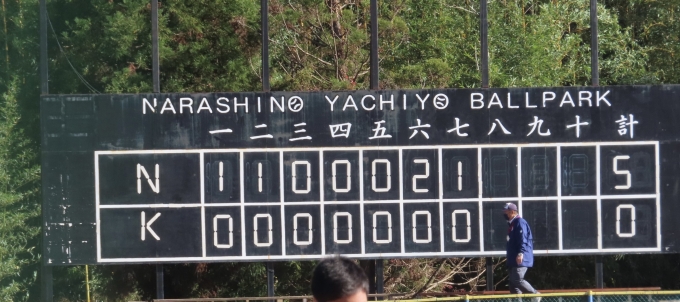 NARASHINO YACHIYO BALLPARK
一 二 三 四 五 六 七 八 九 十 計
N 1 1 0 0 0 2 1 5
K 0 0 0 0 0 0 0 0